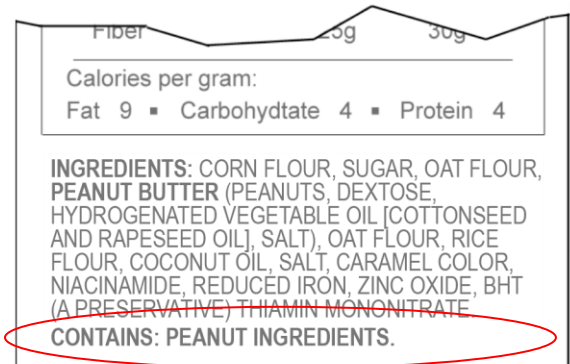 Fiber 25g 30g
Calories per gram:
Fat 9 ▪ Carbohydtate 4 ▪ Protein 4
INGREDIENTS: CORN FLOUR, SUGAR, OAT FLOUR,
PEANUT BUTTER (PEANUTS, DEXTOSE,
HYDROGENATED VEGETABLE OIL [COTTONSEED
AND RAPESEED OIL], SALT), OAT FLOUR, RICE
FLOUR, COCONUT OIL, SALT, CARAMEL COLOR,
NIACINAMIDE, REDUCED IRON, ZINC OXIDE, BHT
(A PRESERVATIVE) THIAMIN MONONITRATE.
CONTAINS: PEANUT INGREDIENTS.